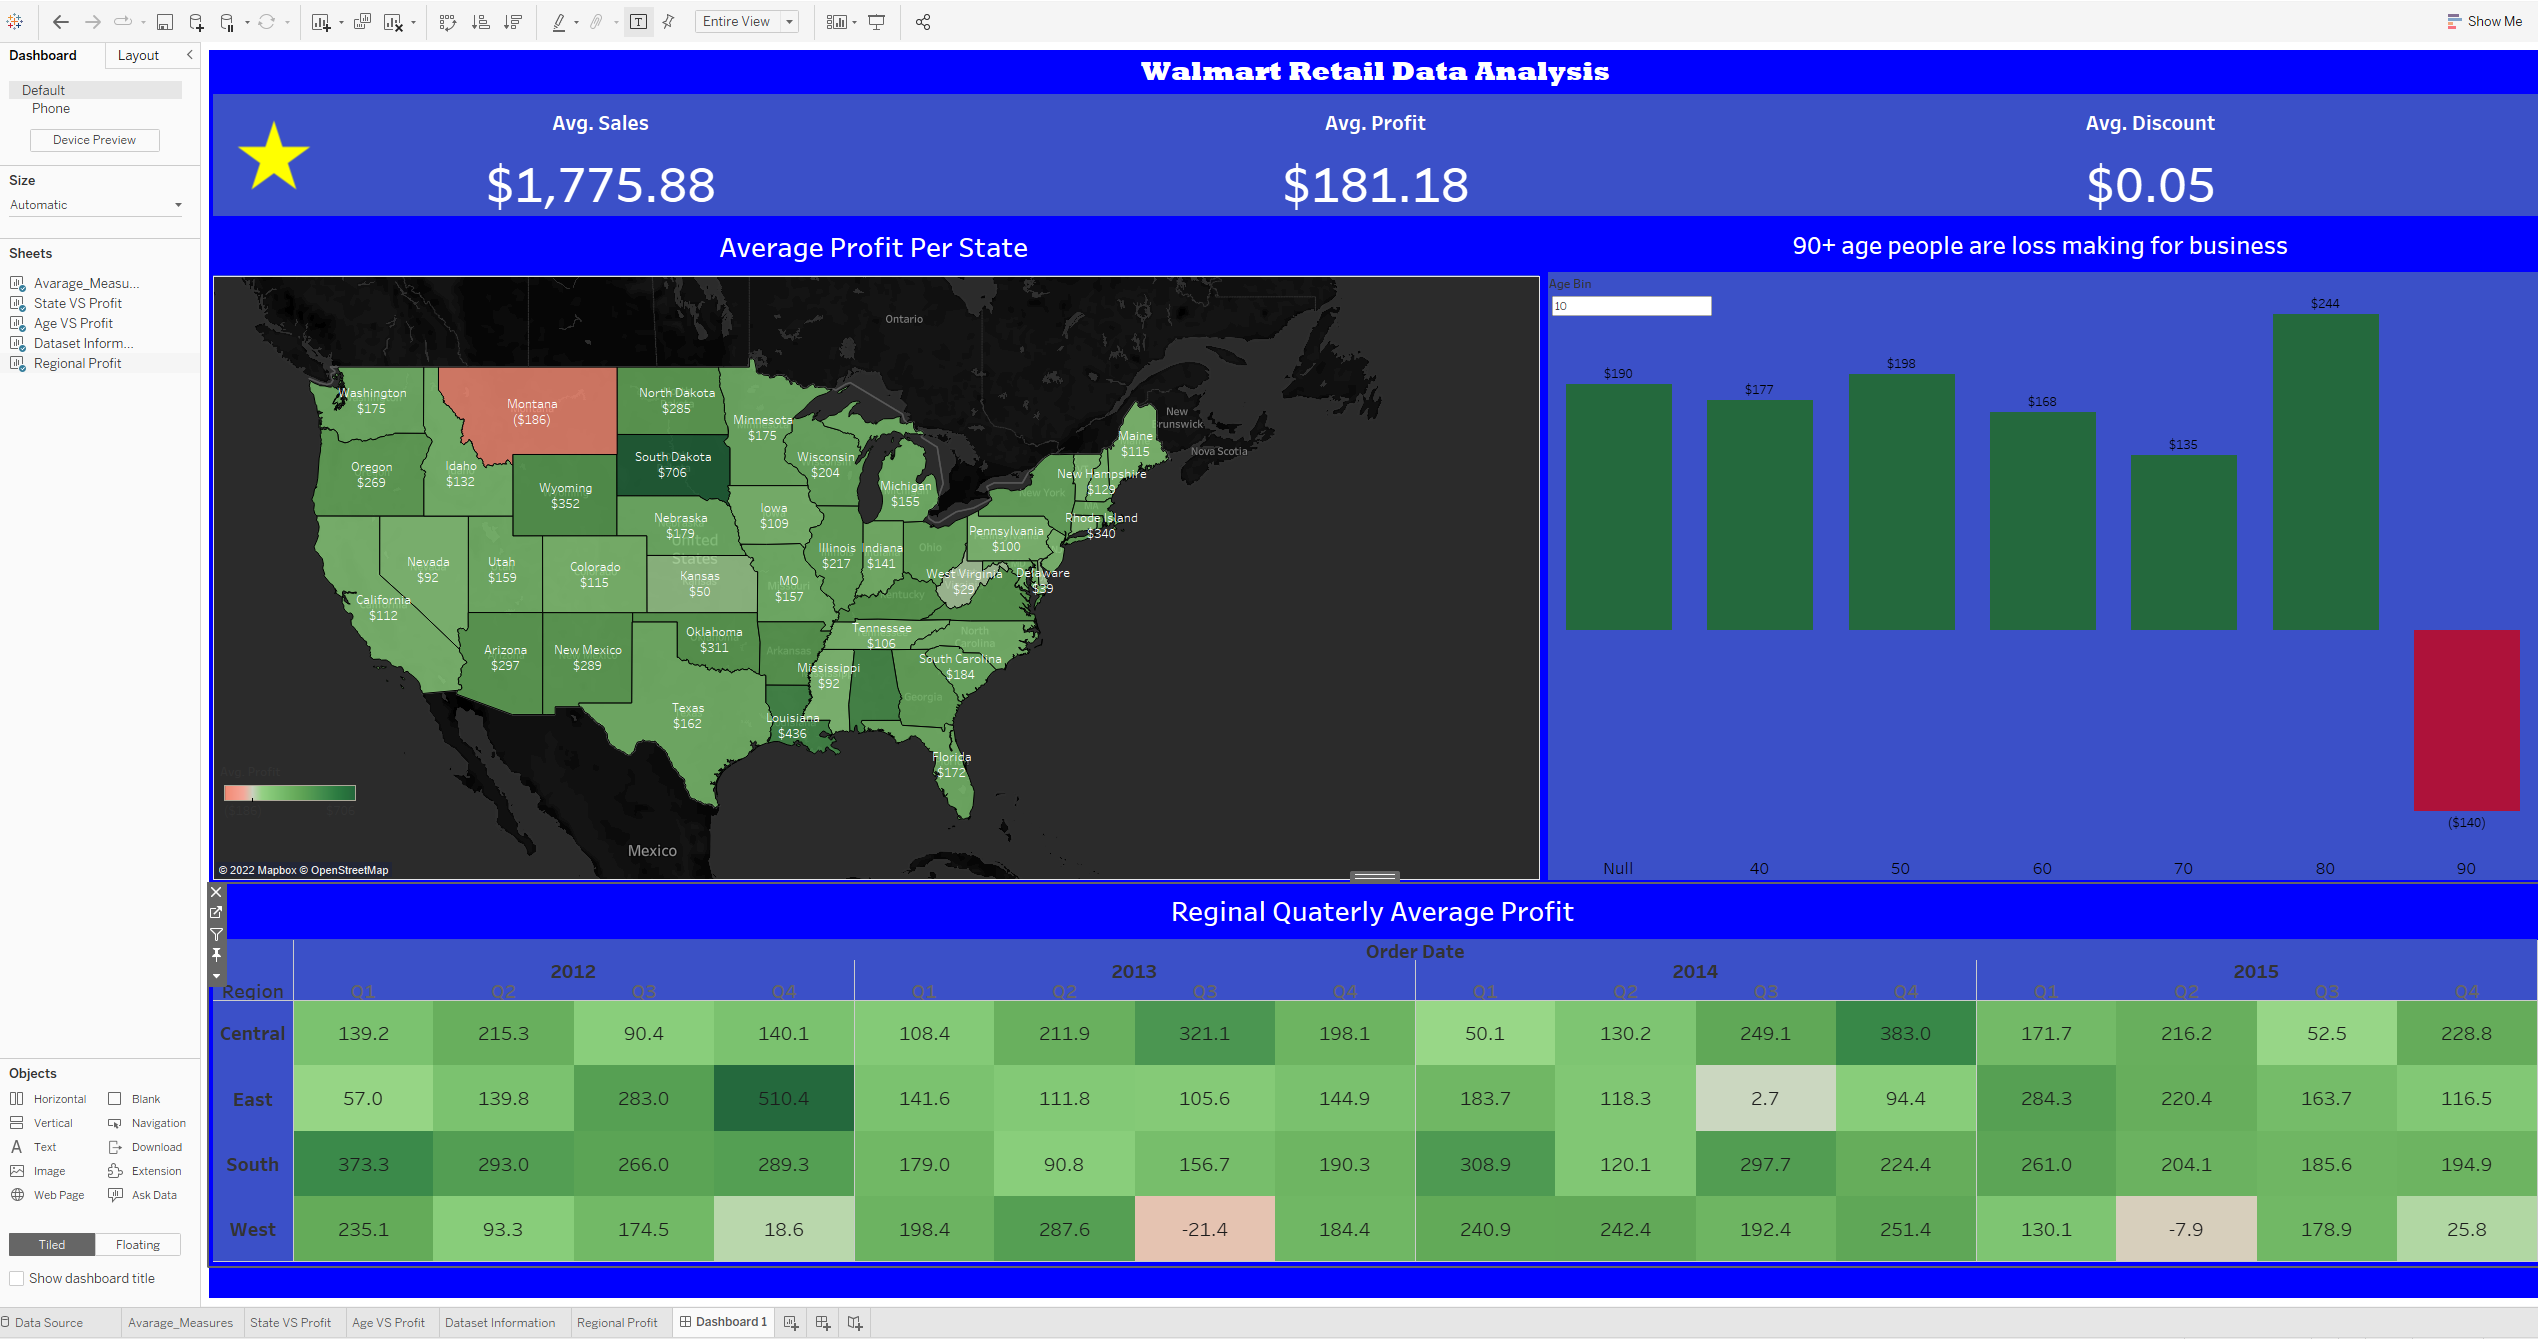 Entire View
Show Me
Dashboard
Layout
Default
Phone
Device Preview
Size
Automatic
Sheets
Avarage_Measu...
State VS Profit
Age VS Profit
Dataset Inform...
Regional Profit
Walmart Retail Data Analysis
Avg. Sales
$1,775.88
Avg. Profit
$181.18
Avg. Discount
$0.05
Average Profit Per State
Ontario
New
Brunswick
Nova Scotia
Washington
$175
Montana
($186)
North Dakota
$285
Minnesota
$175
Maine
$115
Oregon
$269
Idaho
$132
South Dakota
$706
Wisconsin
$204
Michigan
$155
New Hampshire
$129
New York
Wyoming
$352
Iowa
$109
Nebraska
$179
Rhode Island
$340
Pennsylvania
$100
United
States
Nevada
$92
Utah
$159
Colorado
$115
Kansas
$50
MO
$157
Illinois
$217
Indiana
$141
Ohio
West Virginia
$29
Delaware
$39
Kentucky
California
$112
Oklahoma
$311
Tennessee
$106
North
Carolina
Arizona
$297
New Mexico
$289
Arkansas
Mississippi
$92
South Carolina
$184
Georgia
Texas
$162
Louisiana
$436
Florida
$172
Avg. Profit
Mexico
© 2022 Mapbox © OpenStreetMap
90+ age people are loss making for business
Age Bin
10
$190
$177
$198
$168
$135
$244
($140)
Null 40 50 60 70 80 90
Reginal Quaterly Average Profit
Order Date
2012 2013 2014 2015
Region Q1 Q2 Q3 Q4 Q1 Q2 Q3 Q4 Q1 Q2 Q3 Q4 Q1 Q2 Q3 Q4
Central 139.2 215.3 90.4 140.1 108.4 211.9 321.1 198.1 50.1 130.2 249.1 383.0 171.7 216.2 52.5 228.8
East 57.0 139.8 283.0 510.4 141.6 111.8 105.6 144.9 183.7 118.3 2.7 94.4 284.3 220.4 163.7 116.5
South 373.3 293.0 266.0 289.3 179.0 90.8 156.7 190.3 308.9 120.1 297.7 224.4 261.0 204.1 185.6 194.9
West 235.1 93.3 174.5 18.6 198.4 287.6 -21.4 184.4 240.9 242.4 192.4 251.4 130.1 -7.9 178.9 25.8
Objects
Horizontal Blank
Vertical Navigation
Text Download
Image Extension
Web Page Ask Data
Tiled Floating
Show dashboard title
Data Source Avarage_Measures State VS Profit Age VS Profit Dataset Information Regional Profit Dashboard 1